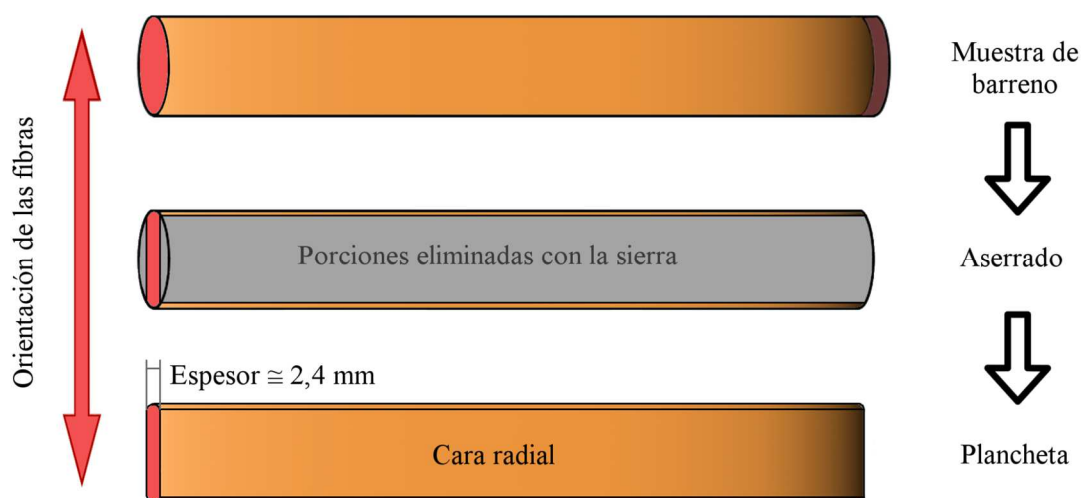 Orientación de las fibras
Muestra de
barreno
Porciones eliminadas con la sierra
Aserrado
Espesor ≅ 2,4 mm
Cara radial
Plancheta